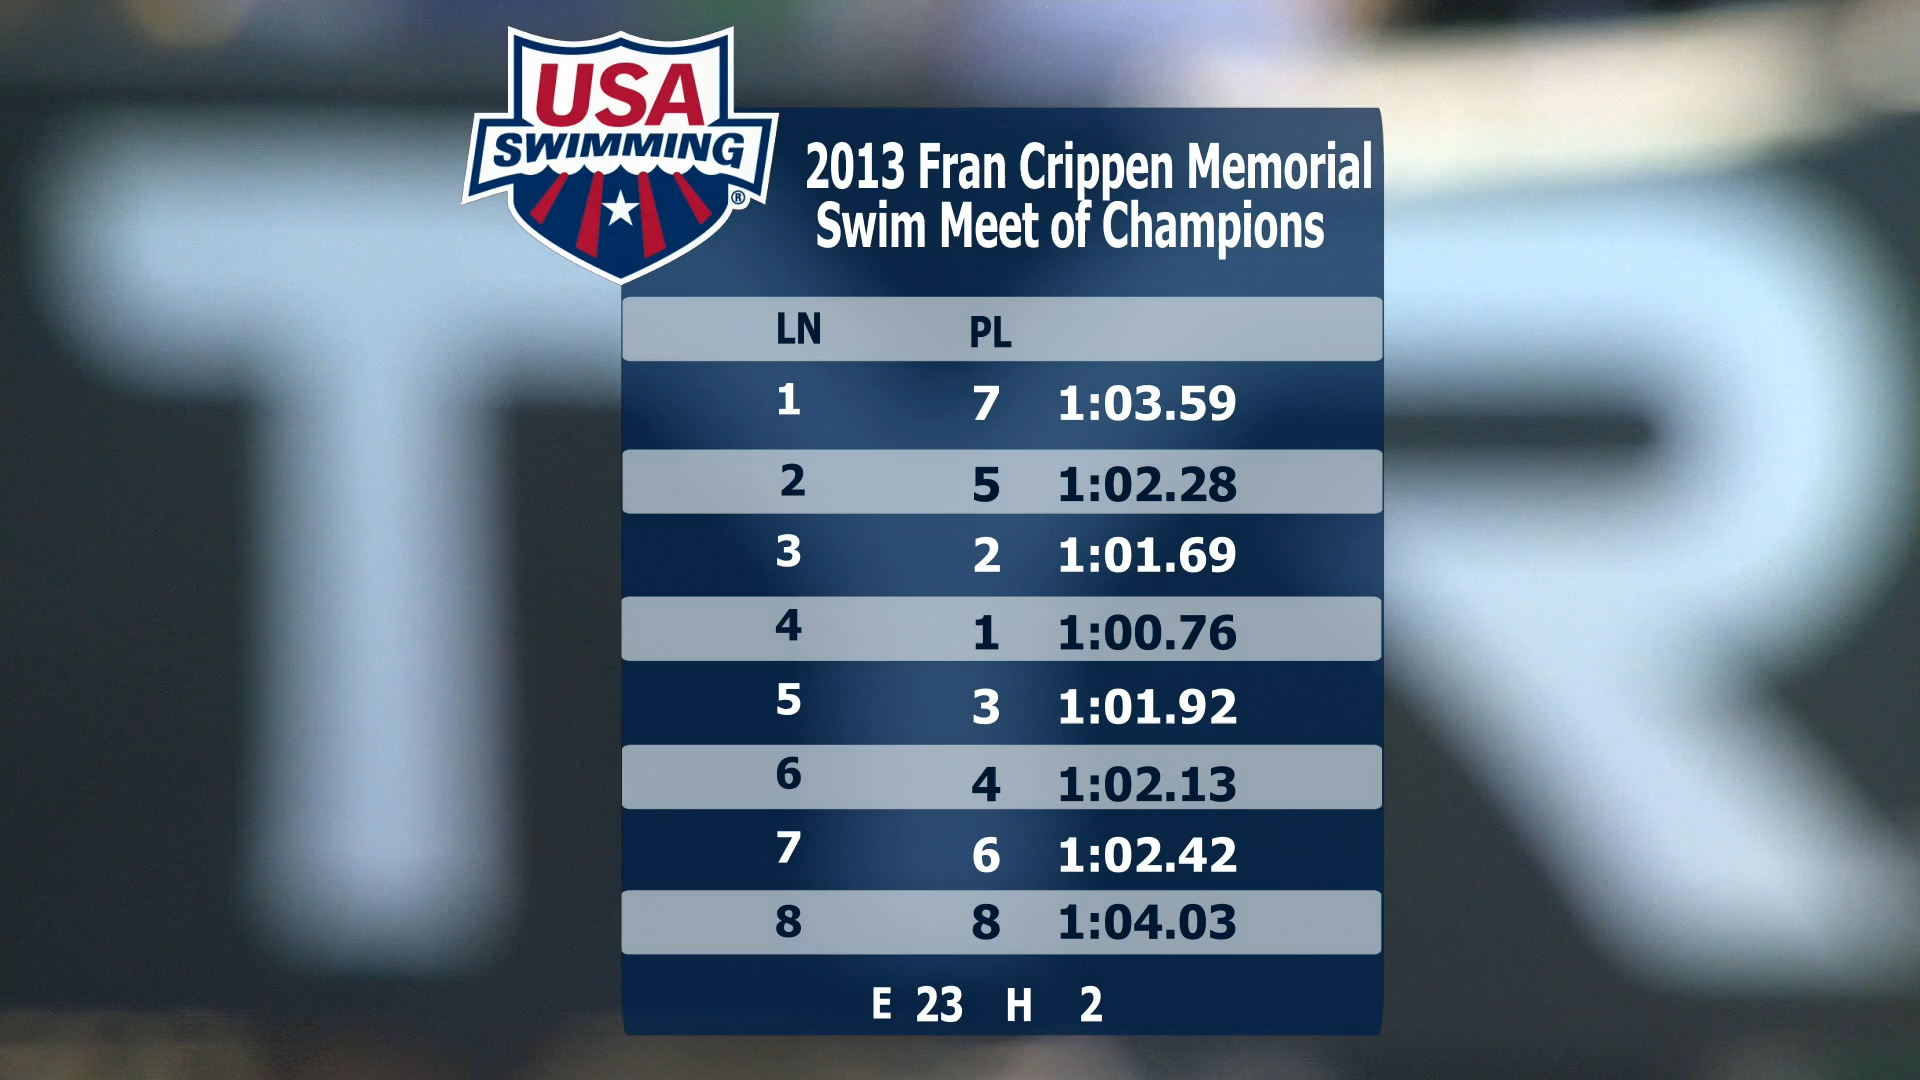 USA
SWIMMING
®
2013 Fran Crippen Memorial
Swim Meet of Champions
LN PL
1 7 1:03.59
2 5 1:02.28
3 2 1:01.69
4 1 1:00.76
5 3 1:01.92
6 4 1:02.13
7 6 1:02.42
8 8 1:04.03
E 23 H 2
TR